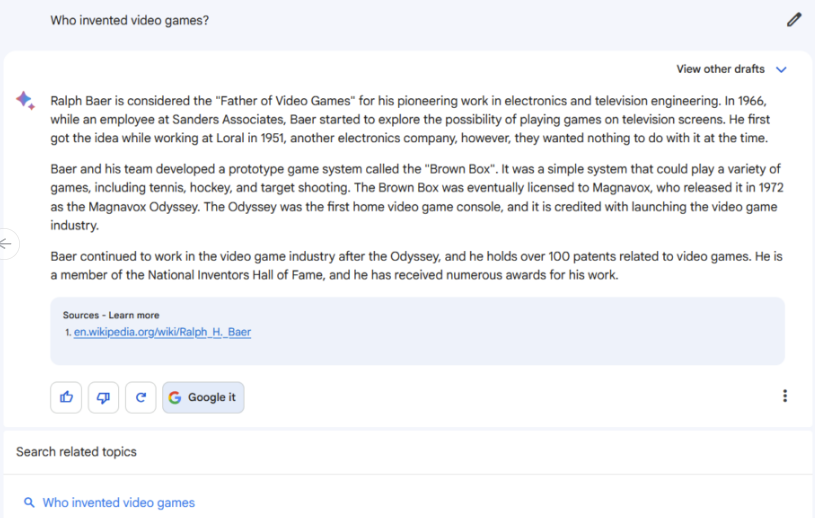 Who invented video games?
View other drafts
Ralph Baer is considered the "Father of Video Games" for his pioneering work in electronics and television engineering. In 1966,
while an employee at Sanders Associates, Baer started to explore the possibility of playing games on television screens. He first
got the idea while working at Loral in 1951, another electronics company, however, they wanted nothing to do with it at the time.
Baer and his team developed a prototype game system called the "Brown Box". It was a simple system that could play a variety of
games, including tennis, hockey, and target shooting. The Brown Box was eventually licensed to Magnavox, who released it in 1972
as the Magnavox Odyssey. The Odyssey was the first home video game console, and it is credited with launching the video game
industry.
Baer continued to work in the video game industry after the Odyssey, and he holds over 100 patents related to video games. He is
a member of the National Inventors Hall of Fame, and he has received numerous awards for his work.
Sources - Learn more
1. en.wikipedia.org/wiki/Ralph_H._Baer
Google it
Search related topics
Who invented video games